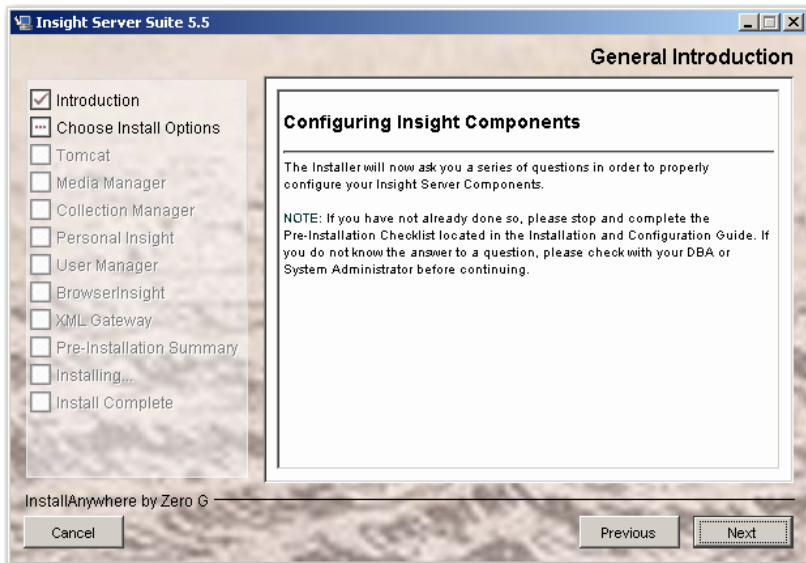 Insight Server Suite 5.5
General Introduction
Introduction
Choose Install Options
Tomcat
Media Manager
Collection Manager
Personal Insight
User Manager
BrowserInsight
XML Gateway
Pre-Installation Summary
Installing...
Install Complete
Configuring Insight Components
The Installer will now ask you a series of questions in order to properly
configure your Insight Server Components.
NOTE: If you have not already done so, please stop and complete the
Pre-Installation Checklist located in the Installation and Configuration Guide. If
you do not know the answer to a question, please check with your DBA or
System Administrator before continuing.
InstallAnywhere by Zero G
Cancel
Previous
Next